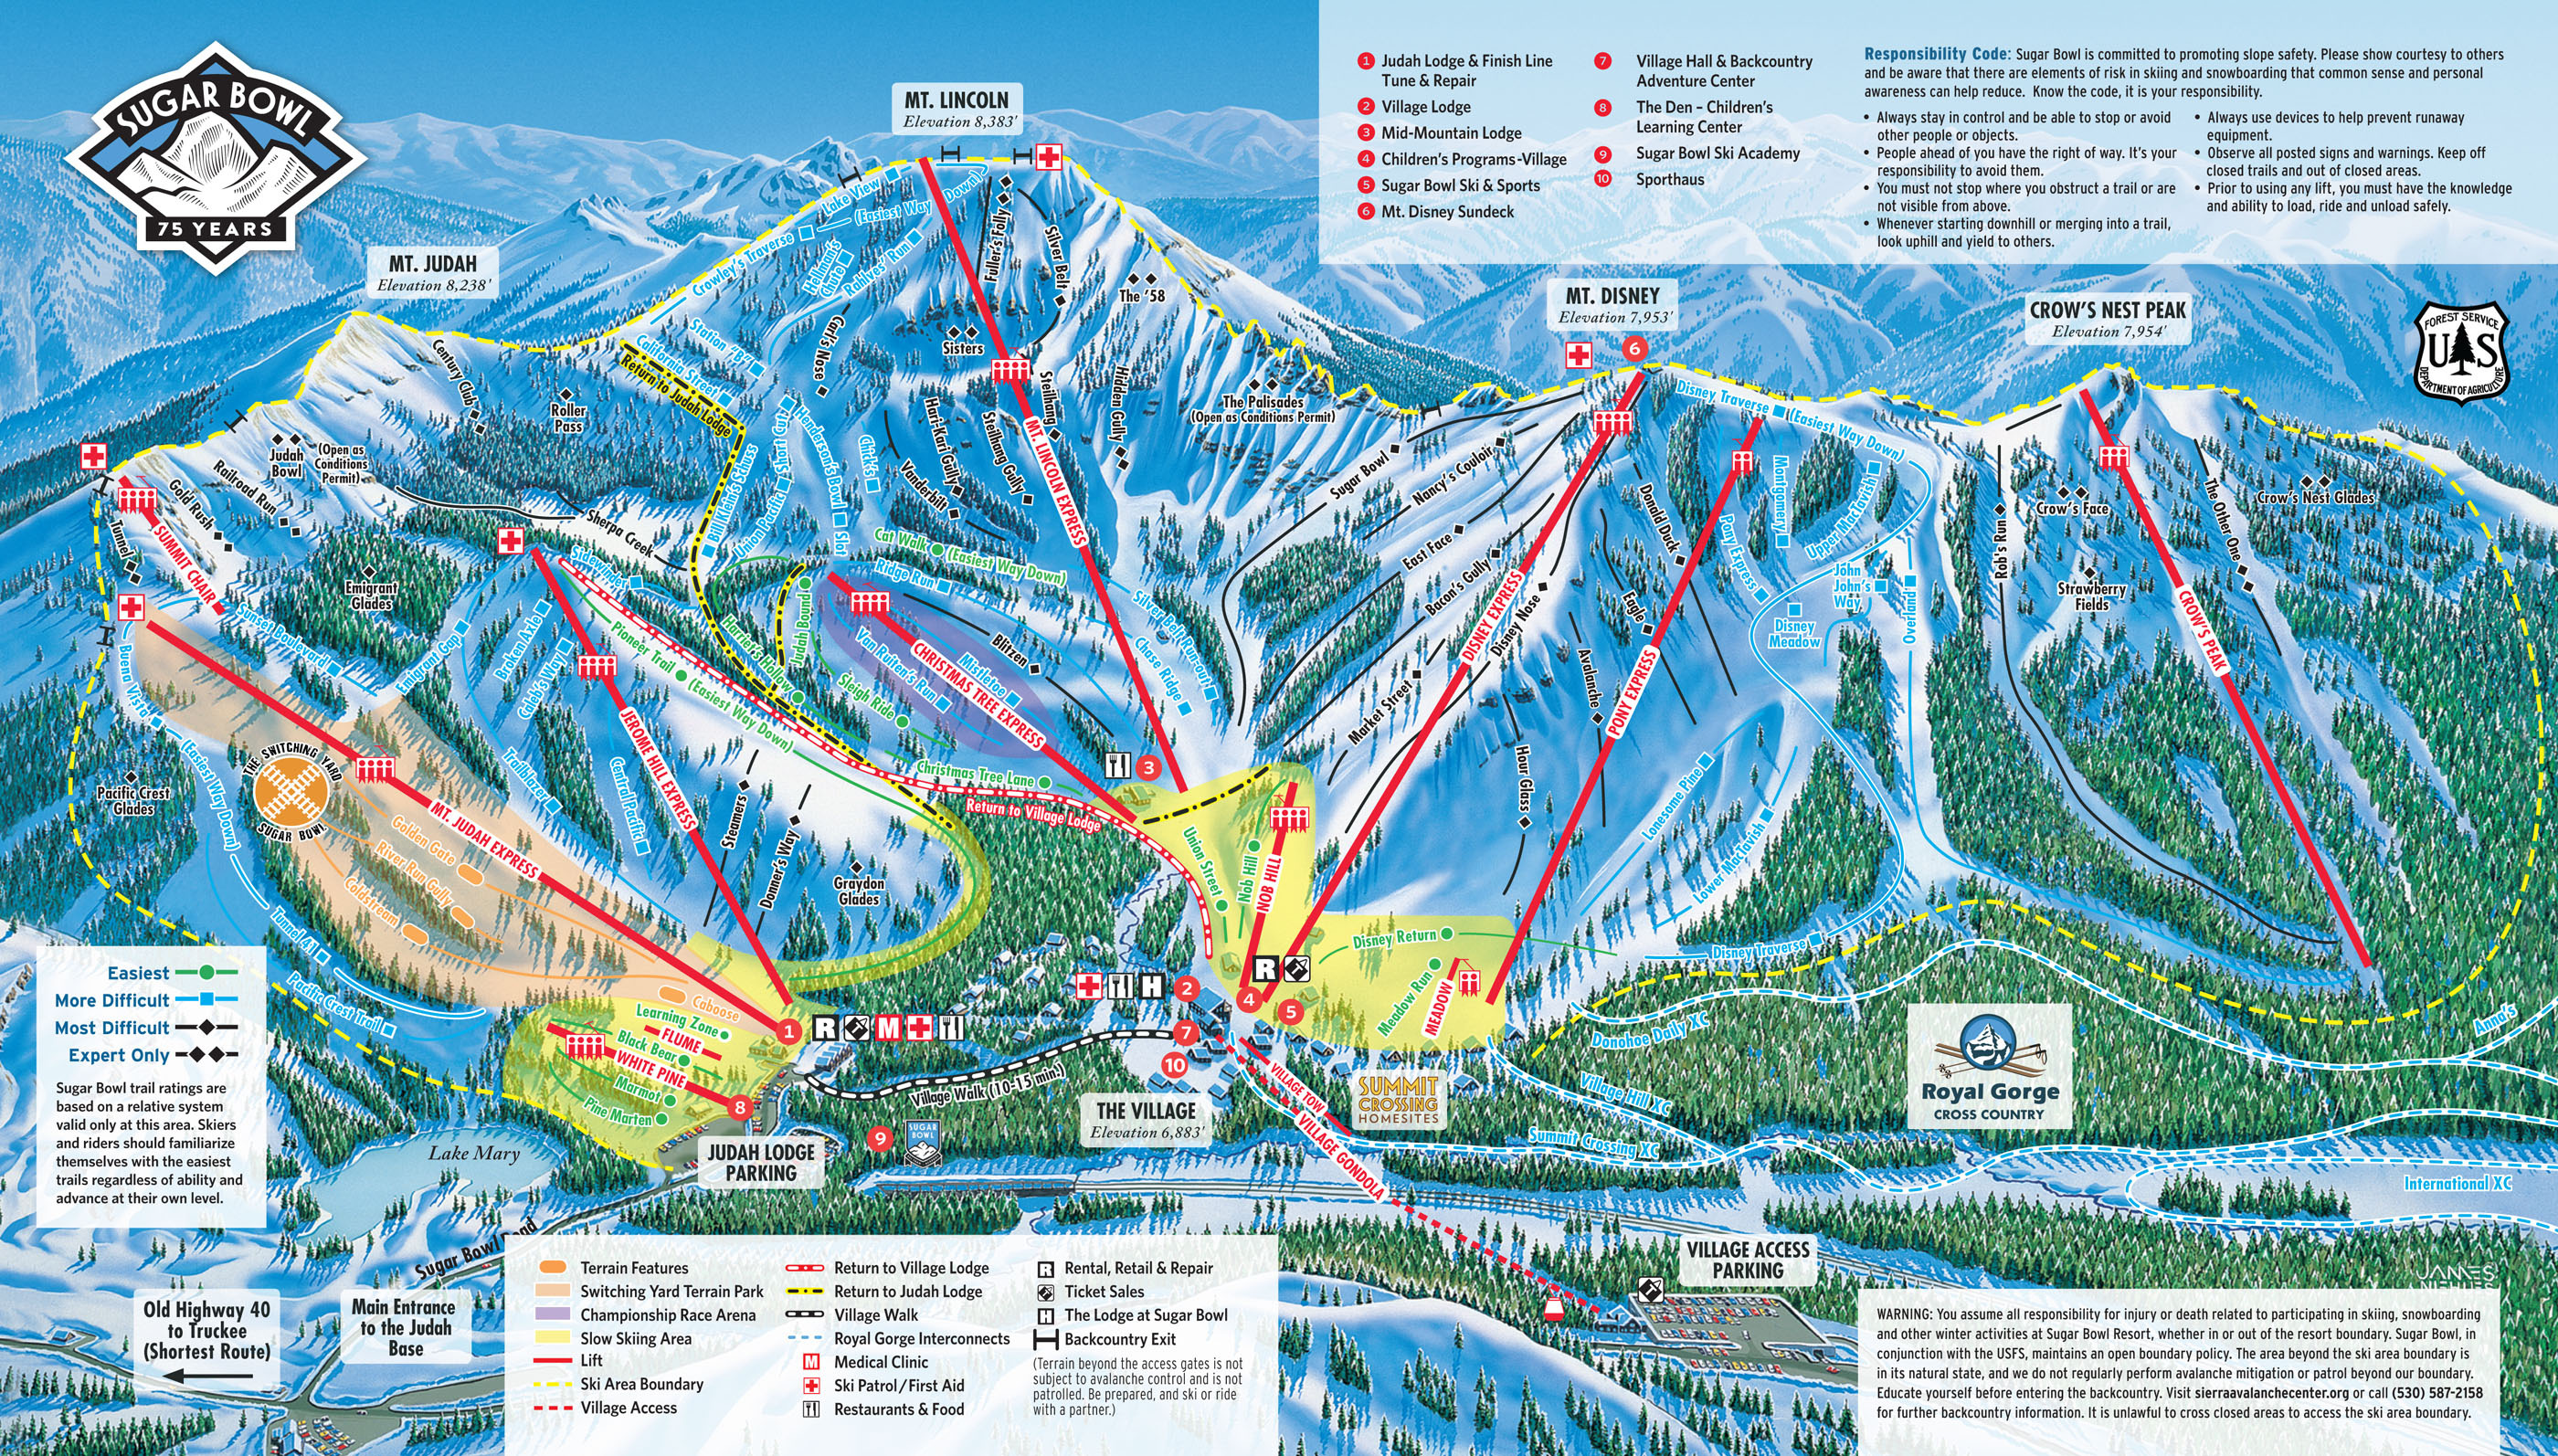 SUGAR BOWL
75 YEARS
MT. JUDAH
Elevation 8,238'
MT. LINCOLN
Elevation 8,383'
MT. DISNEY
Elevation 7,953'
CROW'S NEST PEAK
Elevation 7,954'
1 Judah Lodge & Finish Line
Tune & Repair
2 Village Lodge
3 Mid-Mountain Lodge
4 Children's Programs-Village
5 Sugar Bowl Ski & Sports
6 Mt. Disney Sundeck
7 Village Hall & Backcountry
Adventure Center
8 The Den – Children's
Learning Center
9 Sugar Bowl Ski Academy
10 Sporthaus
Responsibility Code: Sugar Bowl is committed to promoting slope safety. Please show courtesy to others
and be aware that there are elements of risk in skiing and snowboarding that common sense and personal
awareness can help reduce. Know the code, it is your responsibility.
• Always stay in control and be able to stop or avoid
other people or objects.
• People ahead of you have the right of way. It's your
responsibility to avoid them.
• You must not stop where you obstruct a trail or are
not visible from above.
• Whenever starting downhill or merging into a trail,
look uphill and yield to others.
• Always use devices to help prevent runaway
equipment.
• Observe all posted signs and warnings. Keep off
closed trails and out of closed areas.
• Prior to using any lift, you must have the knowledge
and ability to load, ride and unload safely.
FOREST SERVICE
U S
DEPARTMENT OF AGRICULTURE
Lake View
(Easiest Way Down)
Crowley's Traverse
Hellman's
Chute
Rahlves' Run
Fuller's Folly
Silver Belt
The '58
Sisters
Carl's Nose
Station "B"
California Street
Return to Judah Lodge
Century Club
Roller
Pass
Judah
Bowl
(Open as
Conditions
Permit)
Railroad Run
Gold Rush
Tunnel
SUMMIT CHAIR
Sherpa Creek
Emigrant
Glades
Sunset Boulevard
Emigrant Gap
Broken Axle
Caleb's Way
Sidewinder
Bill Klein's Schuss
Union Pacific
Short Cut
Henderson's Bowl
Slot
Chick's
Vanderbilt
Hari-Kari Gully
Steilhang Gully
Steilhang
Hidden Gully
MT. LINCOLN EXPRESS
The Palisades
(Open as Conditions Permit)
Cat Walk
(Easiest Way Down)
Ridge Run
Blitzen
Van Ratten's Run
Mistletoe
CHRISTMAS TREE EXPRESS
Harriet's Hollow
Judah Bound
Sleigh Ride
Christmas Tree Lane
Return to Village Lodge
Silver Belt Run-out
Chase Ridge
3
Pioneer Trail
(Easiest Way Down)
JEROME HILL EXPRESS
Trailblazer
Central Pacific
Steamers
Donner's Way
Graydon
Glades
Buena Vista
(Easiest Way Down)
Pacific Crest
Glades
THE SWITCHING YARD
SUGAR BOWL
MT. JUDAH EXPRESS
Golden Gate
River Run Gully
Coldstream
Caboose
Tunnel 41
Pacific Crest Trail
Learning Zone
FLUME
Black Bear
WHITE PINE
Marmot
Pine Marten
1
R
M
8
6
Disney Traverse
(Easiest Way Down)
Sugar Bowl
Nancy's Couloir
East Face
Bacon's Gully
Market Street
DISNEY EXPRESS
Disney Nose
Donald Duck
Eagle
Avalanche
Hour Glass
PONY EXPRESS
Pony Express
Montgomery
Upper MacTavish
John
John's
Way
Disney
Meadow
Overland
Lonesome Pine
Lower MacTavish
Disney Traverse
Rob's Run
Crow's Face
Strawberry
Fields
The Other One
Crow's Nest Glades
CROW'S PEAK
Union Street
Nob Hill
NOB HILL
Disney Return
Meadow Run
MEADOW
R
H
2
4
5
7
10
9
SUGAR
BOWL
Village Walk (10-15 min.)
THE VILLAGE
Elevation 6,883'
VILLAGE TOW
VILLAGE GONDOLA
SUMMIT
CROSSING
HOMESITES
Donohoe Daily XC
Village Hill XC
Summit Crossing XC
Anna's
International XC
Royal Gorge
CROSS COUNTRY
Easiest
More Difficult
Most Difficult
Expert Only
Sugar Bowl trail ratings are
based on a relative system
valid only at this area. Skiers
and riders should familiarize
themselves with the easiest
trails regardless of ability and
advance at their own level.
Lake Mary
JUDAH LODGE
PARKING
Sugar Bowl Road
VILLAGE ACCESS
PARKING
Old Highway 40
to Truckee
(Shortest Route)
Main Entrance
to the Judah
Base
Terrain Features
Switching Yard Terrain Park
Championship Race Arena
Slow Skiing Area
Lift
Ski Area Boundary
Village Access
Return to Village Lodge
Return to Judah Lodge
Village Walk
Royal Gorge Interconnects
M Medical Clinic
Ski Patrol/First Aid
Restaurants & Food
R Rental, Retail & Repair
Ticket Sales
H The Lodge at Sugar Bowl
Backcountry Exit
(Terrain beyond the access gates is not
subject to avalanche control and is not
patrolled. Be prepared, and ski or ride
with a partner.)
JAMES
WARNING: You assume all responsibility for injury or death related to participating in skiing, snowboarding
and other winter activities at Sugar Bowl Resort, whether in or out of the resort boundary. Sugar Bowl, in
conjunction with the USFS, maintains an open boundary policy. The area beyond the ski area boundary is
in its natural state, and we do not regularly perform avalanche mitigation or patrol beyond our boundary.
Educate yourself before entering the backcountry. Visit sierraavalanchecenter.org or call (530) 587-2158
for further backcountry information. It is unlawful to cross closed areas to access the ski area boundary.